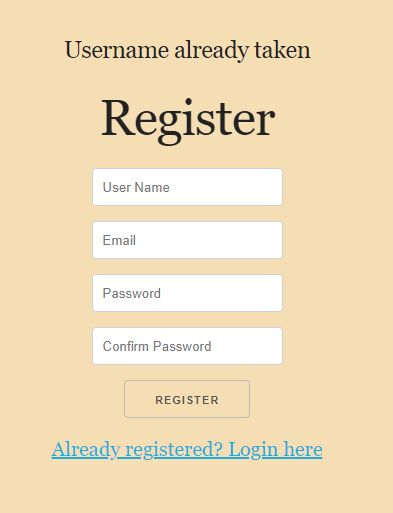 Username already taken
Register
User Name
Email
Password
Confirm Password
REGISTER
Already registered? Login here